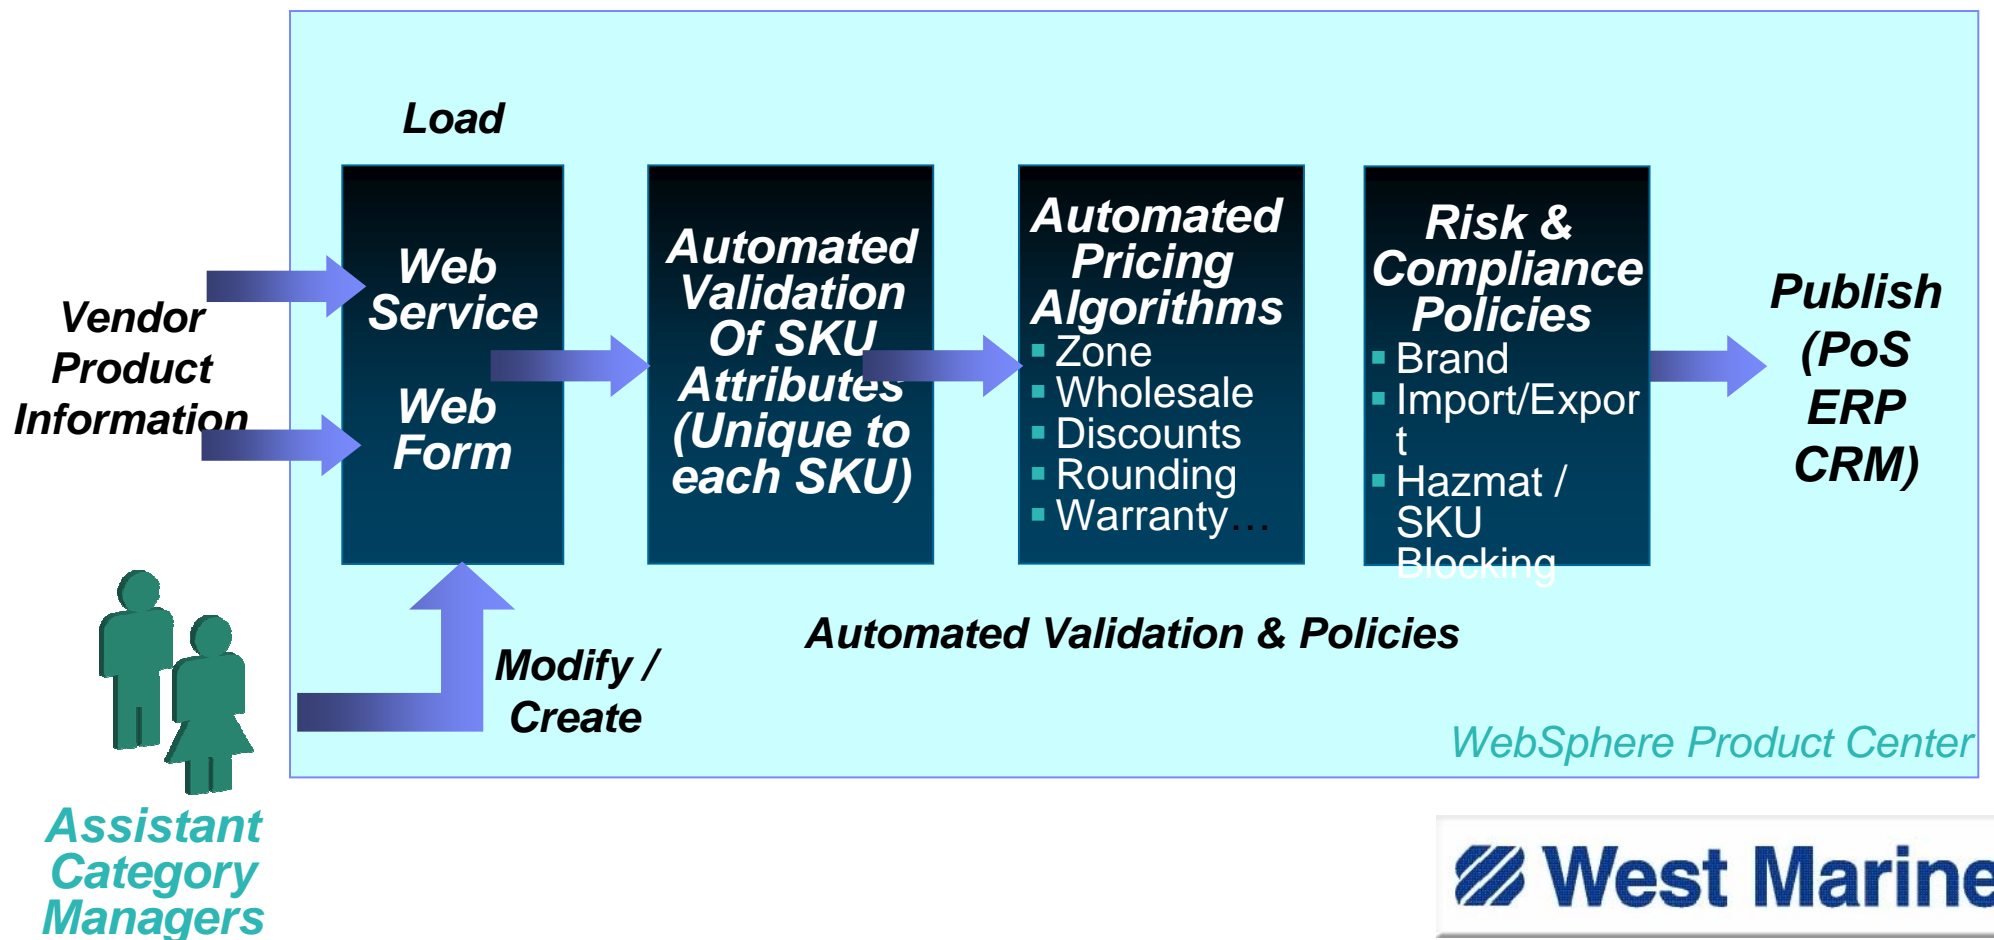 Load
Vendor
Product
Information
Web
Service
Web
Form
Automated
Validation
Of SKU
Attributes
(Unique to
each SKU)
Automated
Pricing
Algorithms
Zone
Wholesale
Discounts
Rounding
Warranty…
Risk &
Compliance
Policies
Brand
Import/Expor
t
Hazmat /
SKU
Blocking
Publish
(PoS
ERP
CRM)
Automated Validation & Policies
Modify /
Create
WebSphere Product Center
Assistant
Category
Managers
West Marine